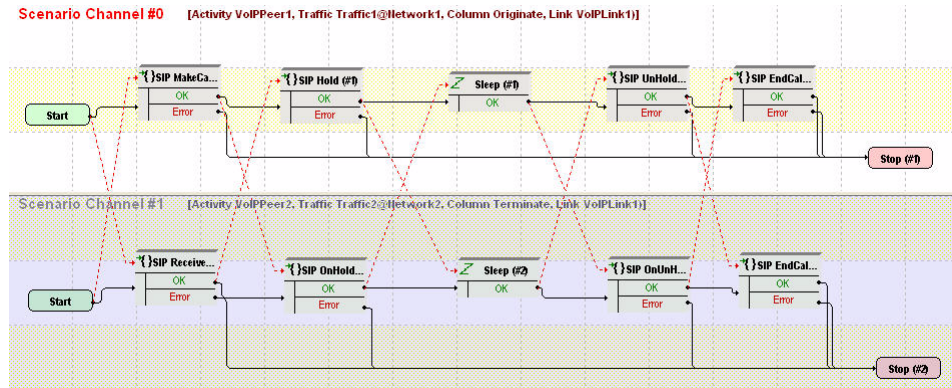 Scenario Channel #0 [Activity VoIPPeer1, Traffic Traffic1@Network1, Column Originate, Link VoIPLink1)]
{}SIP MakeCa... {}SIP Hold (#1) Sleep (#1) {}SIP UnHold... {}SIP EndCal...
OK OK OK OK OK
Start Error Error Error Error
Stop (#1)
Scenario Channel #1 [Activity VoIPPeer2, Traffic Traffic2@Network2, Column Terminate, Link VoIPLink1)]
{}SIP Receive... {}SIP OnHold... Sleep (#2) {}SIP OnUnH... {}SIP EndCal...
OK OK OK OK OK
Start Error Error Error Error
Stop (#2)